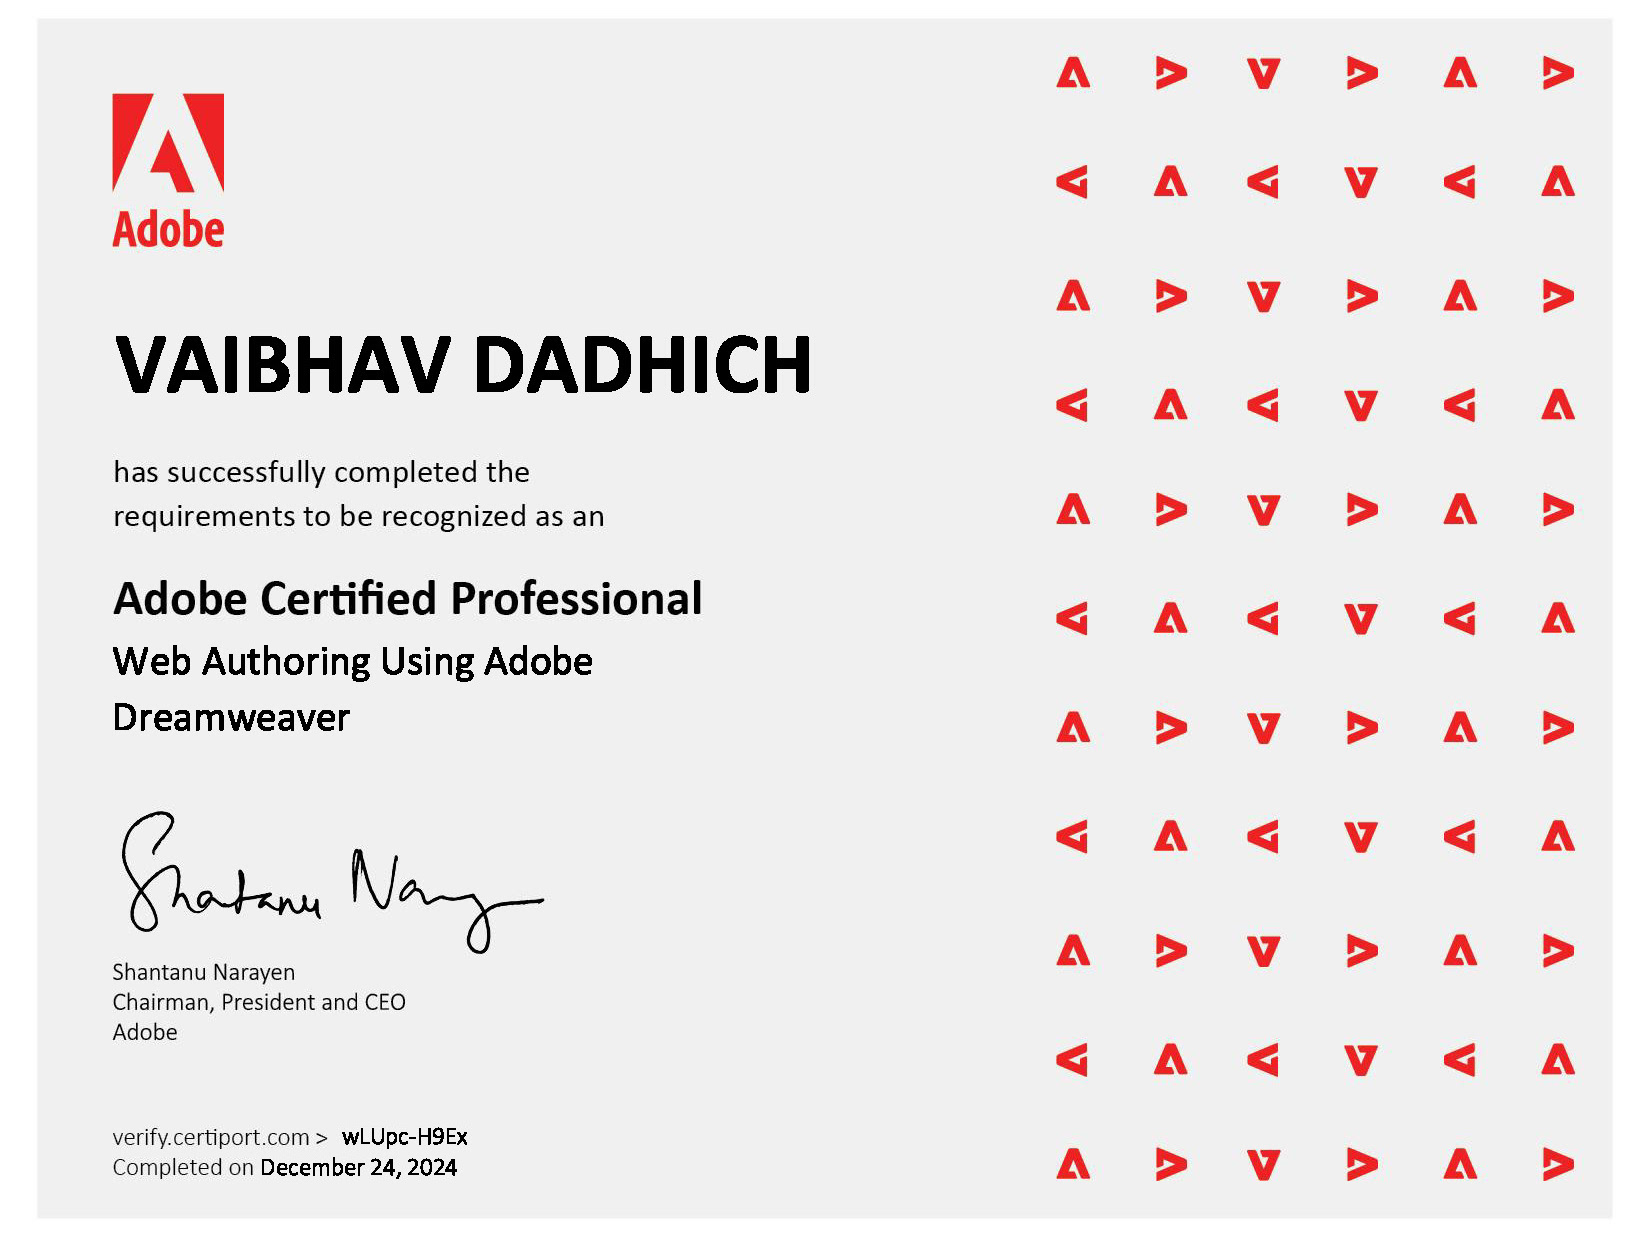 Adobe
VAIBHAV DADHICH
has successfully completed the
requirements to be recognized as an
Adobe Certified Professional
Web Authoring Using Adobe
Dreamweaver
Shantanu Narayen
Shantanu Narayen
Chairman, President and CEO
Adobe
verify.certiport.com > wLUpc-H9Ex
Completed on December 24, 2024